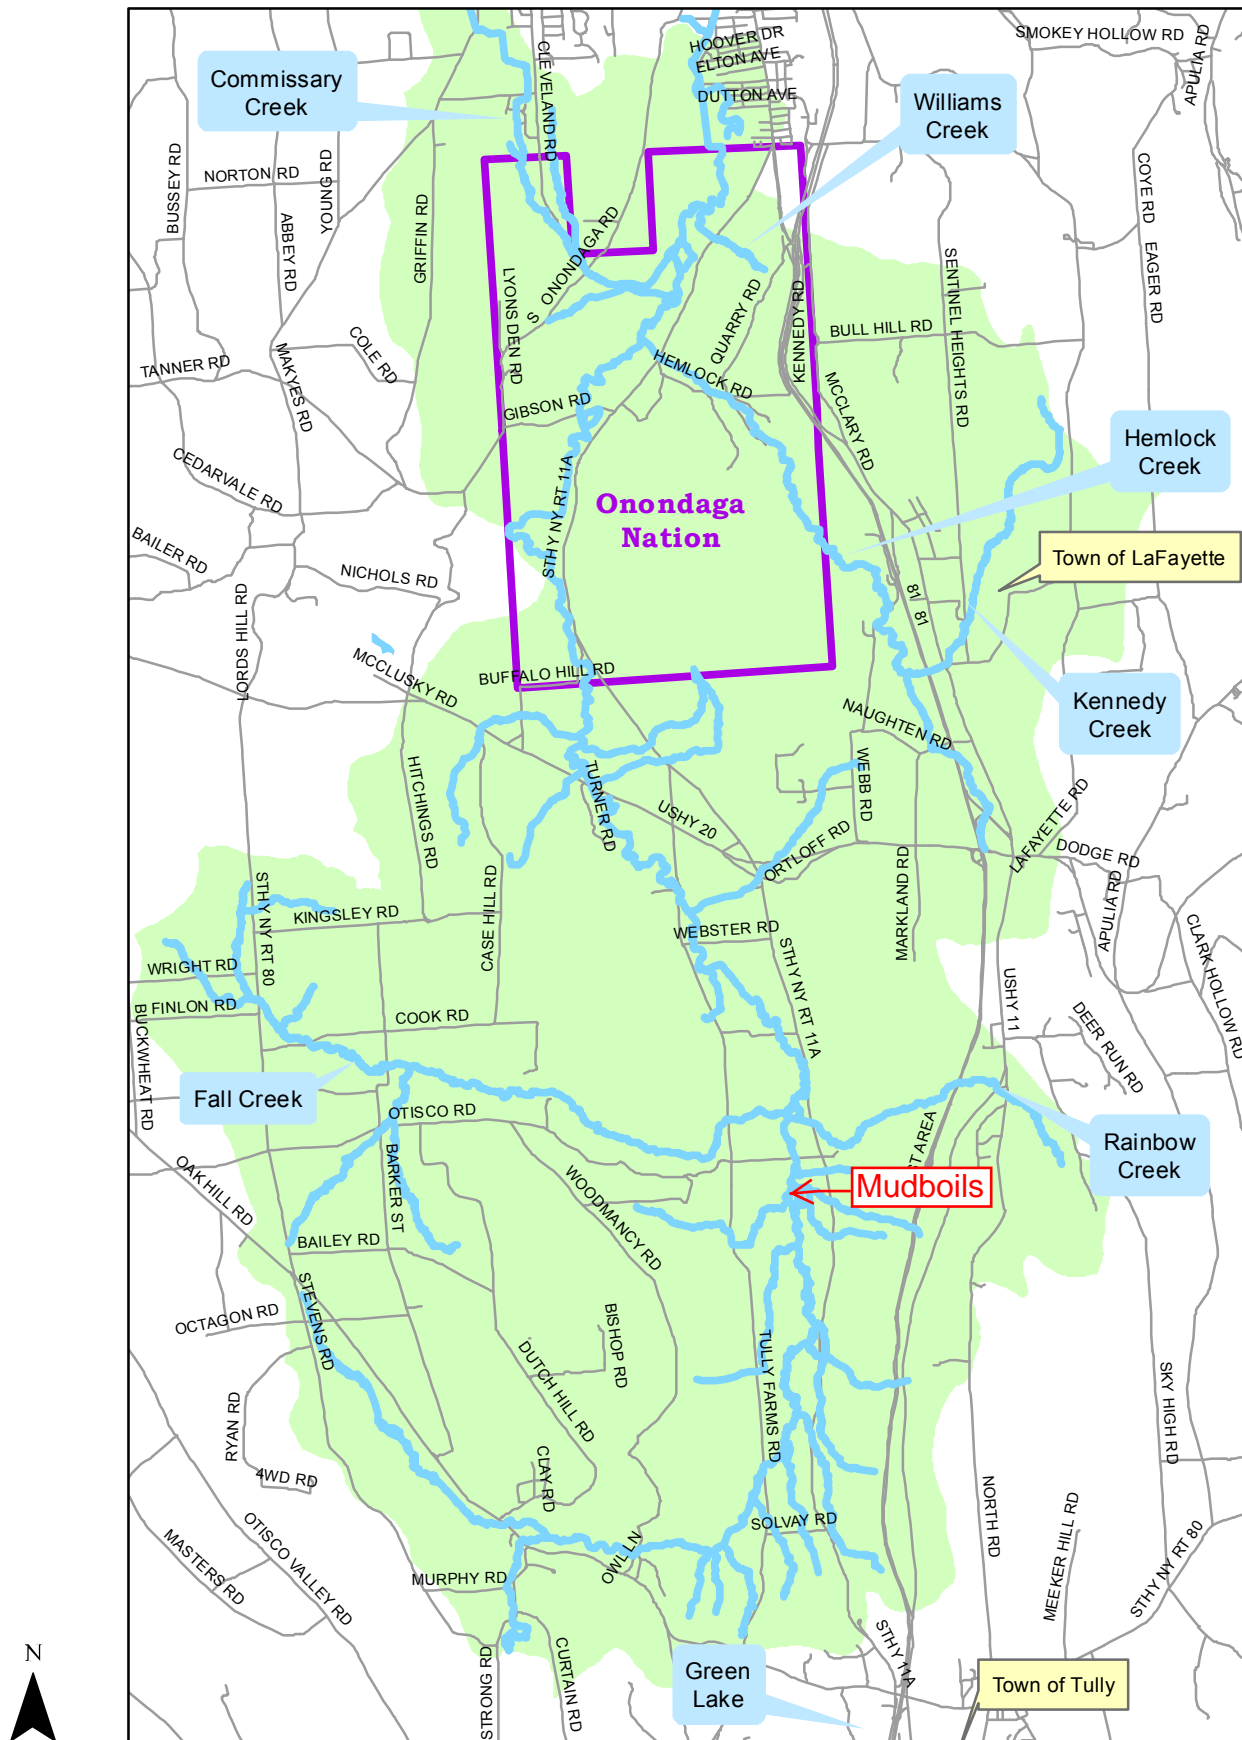 HOOVER DR
SMOKEY HOLLOW RD
APULIA RD
ELTON AVE
CLEVELAND RD
Commissary
Creek
DUTTON AVE
Williams
Creek
BUSSEY RD
NORTON RD
YOUNG RD
ABBEY RD
GRIFFIN RD
COYE RD
EAGER RD
S ONONDAGA RD
LYONS DEN RD
SENTINEL HEIGHTS RD
QUARRY RD
KENNEDY RD
BULL HILL RD
TANNER RD
MAKYES RD
COLE RD
HEMLOCK RD
MCCLARY RD
GIBSON RD
Hemlock
Creek
CEDARVALE RD
STHY NY RT 11A
Onondaga
Nation
BAILER RD
NICHOLS RD
Town of LaFayette
81 81
LORDS HILL RD
MCCLUSKY RD
BUFFALO HILL RD
Kennedy
Creek
NAUGHTEN RD
HITCHINGS RD
TURNER RD
WEBB RD
USHY 20
ORTLOFF RD
LAFAYETTE RD
DODGE RD
MARKLAND RD
APULIA RD
STHY NY RT 80
KINGSLEY RD
CASE HILL RD
WEBSTER RD
CLARK HOLLOW RD
STHY NY RT 11A
WRIGHT RD
USHY 11
FINLON RD
BUCKWHEAT RD
COOK RD
DEER RUN RD
Fall Creek
OTISCO RD
ST AREA
Rainbow
Creek
OAK HILL RD
BARKER ST
WOODMANCY RD
Mudboils
BAILEY RD
STEVENS RD
OCTAGON RD
BISHOP RD
TULLY FARMS RD
DUTCH HILL RD
SKY HIGH RD
RYAN RD
CLAY RD
4WD RD
NORTH RD
MEEKER HILL RD
OTISCO VALLEY RD
MASTERS RD
SOLVAY RD
OWL LN
STHY NY RT 80
MURPHY RD
N
STRONG RD
CURTAIN RD
Green
Lake
STHY 11A
Town of Tully